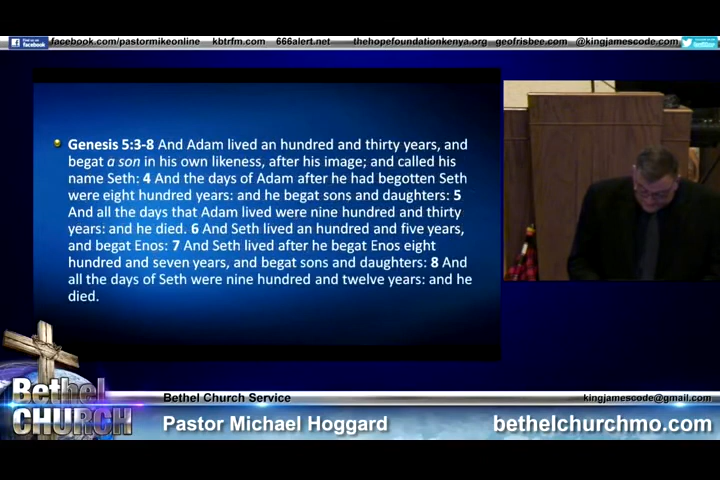 facebook.com/pastormikeonline kbtrfm.com 666alert.net thehopefoundationkenya.org geofrisbee.com @kingjamescode.com
Find us on
facebook
twitter
Genesis 5:3-8 And Adam lived an hundred and thirty years, and
begat a son in his own likeness, after his image; and called his
name Seth: 4 And the days of Adam after he had begotten Seth
were eight hundred years: and he begat sons and daughters: 5
And all the days that Adam lived were nine hundred and thirty
years: and he died. 6 And Seth lived an hundred and five years,
and begat Enos: 7 And Seth lived after he begat Enos eight
hundred and seven years, and begat sons and daughters: 8 And
all the days of Seth were nine hundred and twelve years: and he
died.
Bethel
CHURCH
Bethel Church Service kingjamescode@gmail.com
Pastor Michael Hoggard bethelchurchmo.com